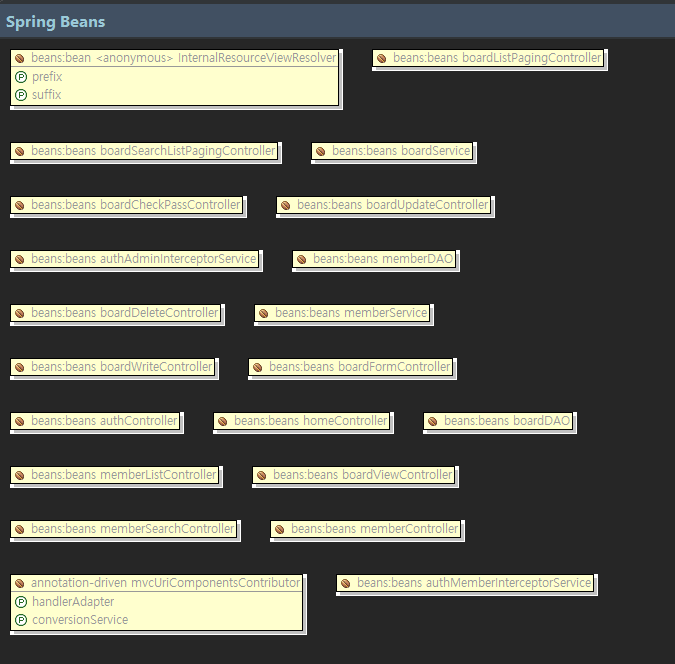 Spring Beans
beans:bean <anonymous> InternalResourceViewResolver
prefix
suffix
beans:beans boardListPagingController
beans:beans boardSearchListPagingController
beans:beans boardService
beans:beans boardCheckPassController
beans:beans boardUpdateController
beans:beans authAdminInterceptorService
beans:beans memberDAO
beans:beans boardDeleteController
beans:beans memberService
beans:beans boardWriteController
beans:beans boardFormController
beans:beans authController
beans:beans homeController
beans:beans boardDAO
beans:beans memberListController
beans:beans boardViewController
beans:beans memberSearchController
beans:beans memberController
annotation-driven mvcUriComponentsContributor
handlerAdapter
conversionService
beans:beans authMemberInterceptorService